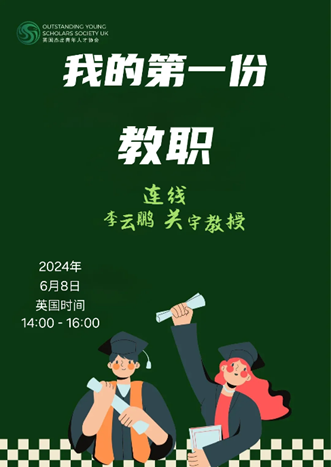 OUTSTANDING YOUNG
SCHOLARS SOCIETY UK
英国杰出青年人才协会
我的第一份
教职
连线
李云鹏 关宇教授
2024年
6月8日
英国时间
14:00 - 16:00